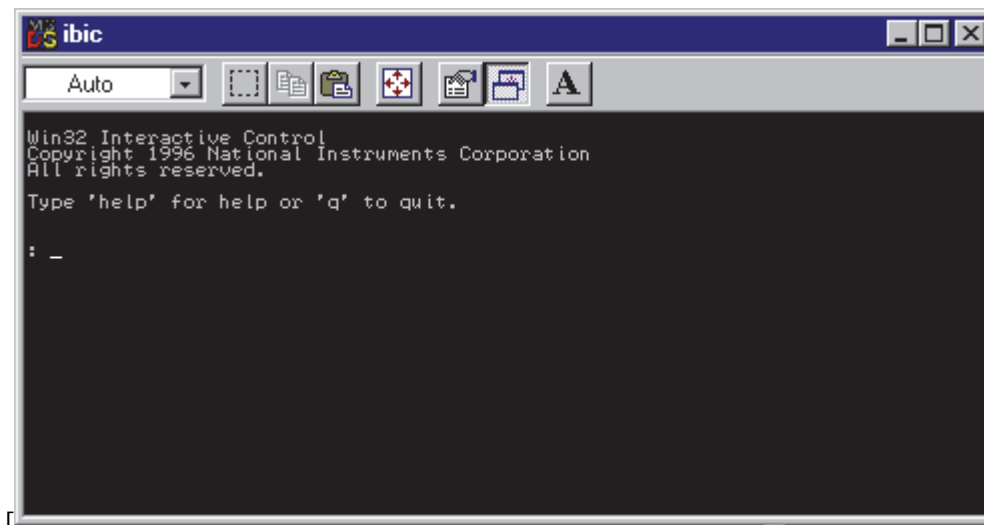 ibic
Auto
A
Win32 Interactive Control
Copyright 1996 National Instruments Corporation
All rights reserved.
Type 'help' for help or 'q' to quit.
: _